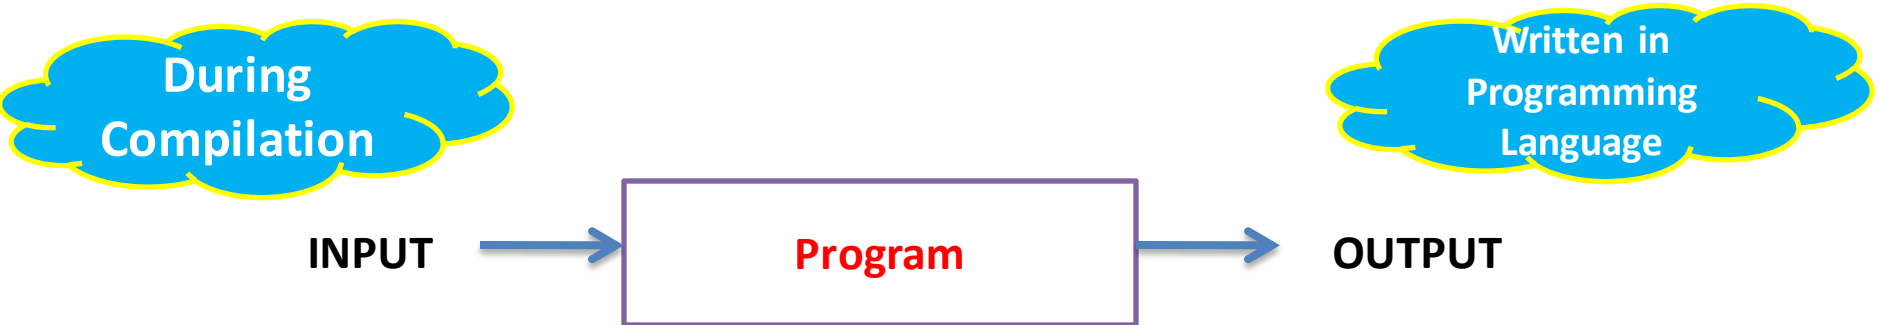 During
Compilation
Written in
Programming
Language
INPUT
Program
OUTPUT